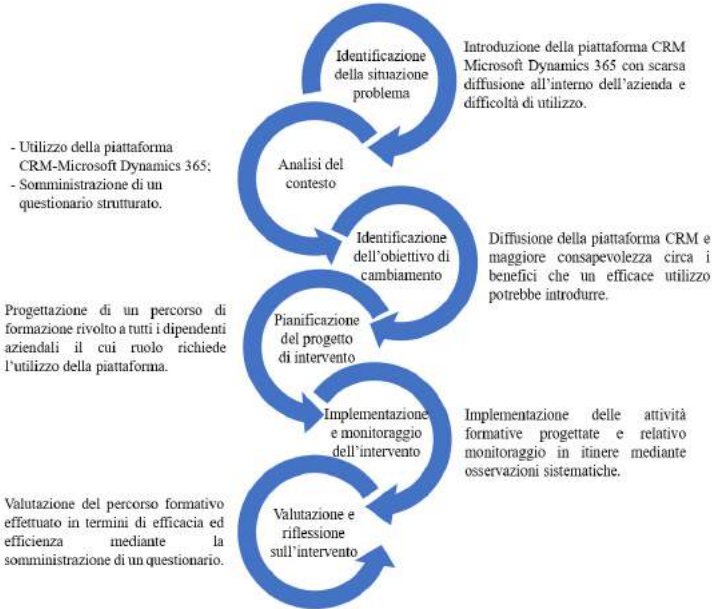 Identificazione
della situazione
problema
Introduzione della piattaforma CRM
Microsoft Dynamics 365 con scarsa
diffusione all'interno dell'azienda e
difficoltà di utilizzo.
- Utilizzo della piattaforma
CRM-Microsoft Dynamics 365;
- Somministrazione di un
questionario strutturato.
Analisi del
contesto
Identificazione
dell'obiettivo di
cambiamento
Diffusione della piattaforma CRM e
maggiore consapevolezza circa i
benefici che un efficace utilizzo
potrebbe introdurre.
Progettazione di un percorso di
formazione rivolto a tutti i dipendenti
aziendali il cui ruolo richiede
l'utilizzo della piattaforma.
Pianificazione
del progetto
di intervento
Implementazione
e monitoraggio
dell'intervento
Implementazione delle attività
formative progettate e relativo
monitoraggio in itinere mediante
osservazioni sistematiche.
Valutazione del percorso formativo
effettuato in termini di efficacia ed
efficienza mediante la
somministrazione di un questionario.
Valutazione e
riflessione
sull'intervento